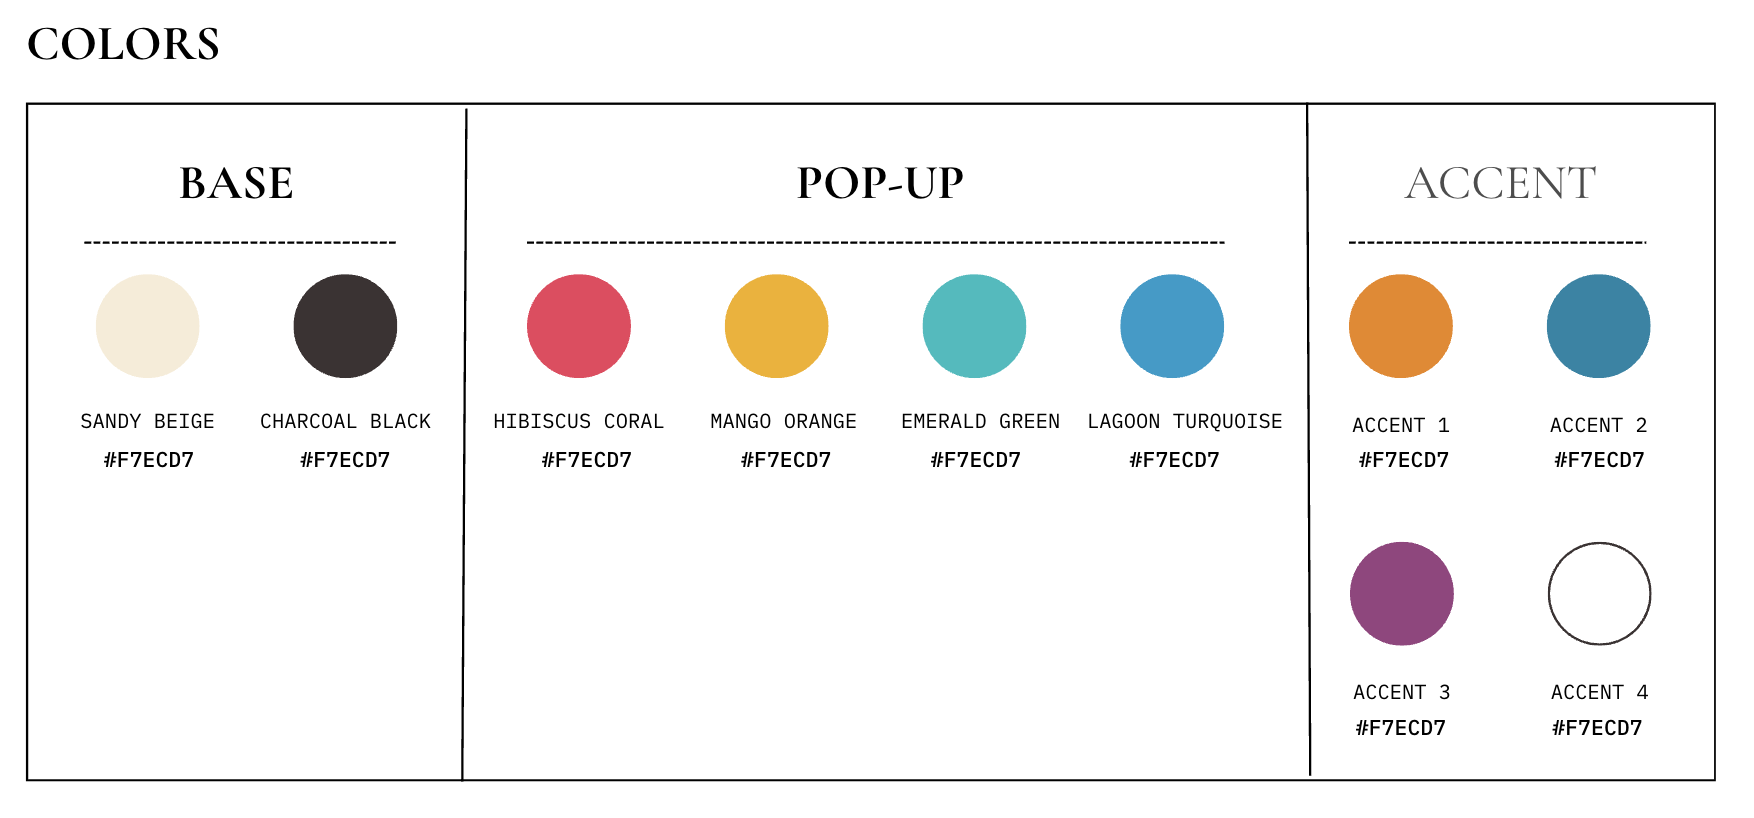 COLORS
BASE
SANDY BEIGE
#F7ECD7
CHARCOAL BLACK
#F7ECD7
POP-UP
HIBISCUS CORAL
#F7ECD7
MANGO ORANGE
#F7ECD7
EMERALD GREEN
#F7ECD7
LAGOON TURQUOISE
#F7ECD7
ACCENT
ACCENT 1
#F7ECD7
ACCENT 2
#F7ECD7
ACCENT 3
#F7ECD7
ACCENT 4
#F7ECD7